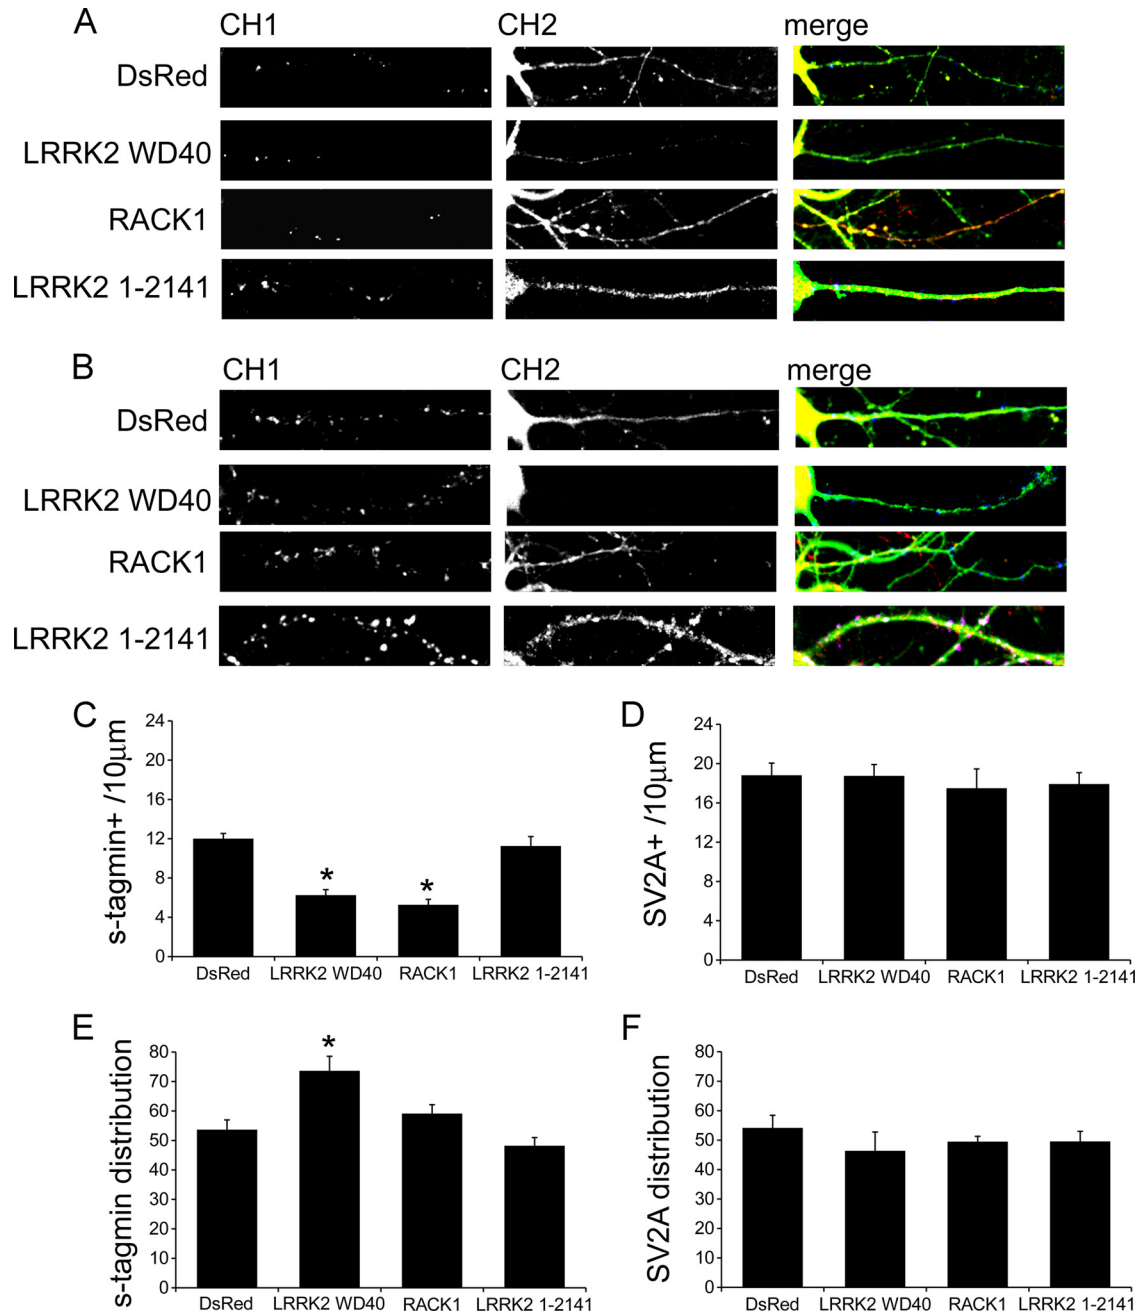 A
CH1 CH2 merge
DsRed
LRRK2 WD40
RACK1
LRRK2 1-2141
B
CH1 CH2 merge
DsRed
LRRK2 WD40
RACK1
LRRK2 1-2141
C
s-tagmin+ /10μm
24
20
16
12
8
4
0
* *
DsRed LRRK2 WD40 RACK1 LRRK2 1-2141
D
SV2A+ /10μm
24
20
16
12
8
4
0
DsRed LRRK2 WD40 RACK1 LRRK2 1-2141
E
s-tagmin distribution
80
70
60
50
40
30
20
10
0
*
DsRed LRRK2 WD40 RACK1 LRRK2 1-2141
F
SV2A distribution
80
70
60
50
40
30
20
10
0
DsRed LRRK2 WD40 RACK1 LRRK2 1-2141